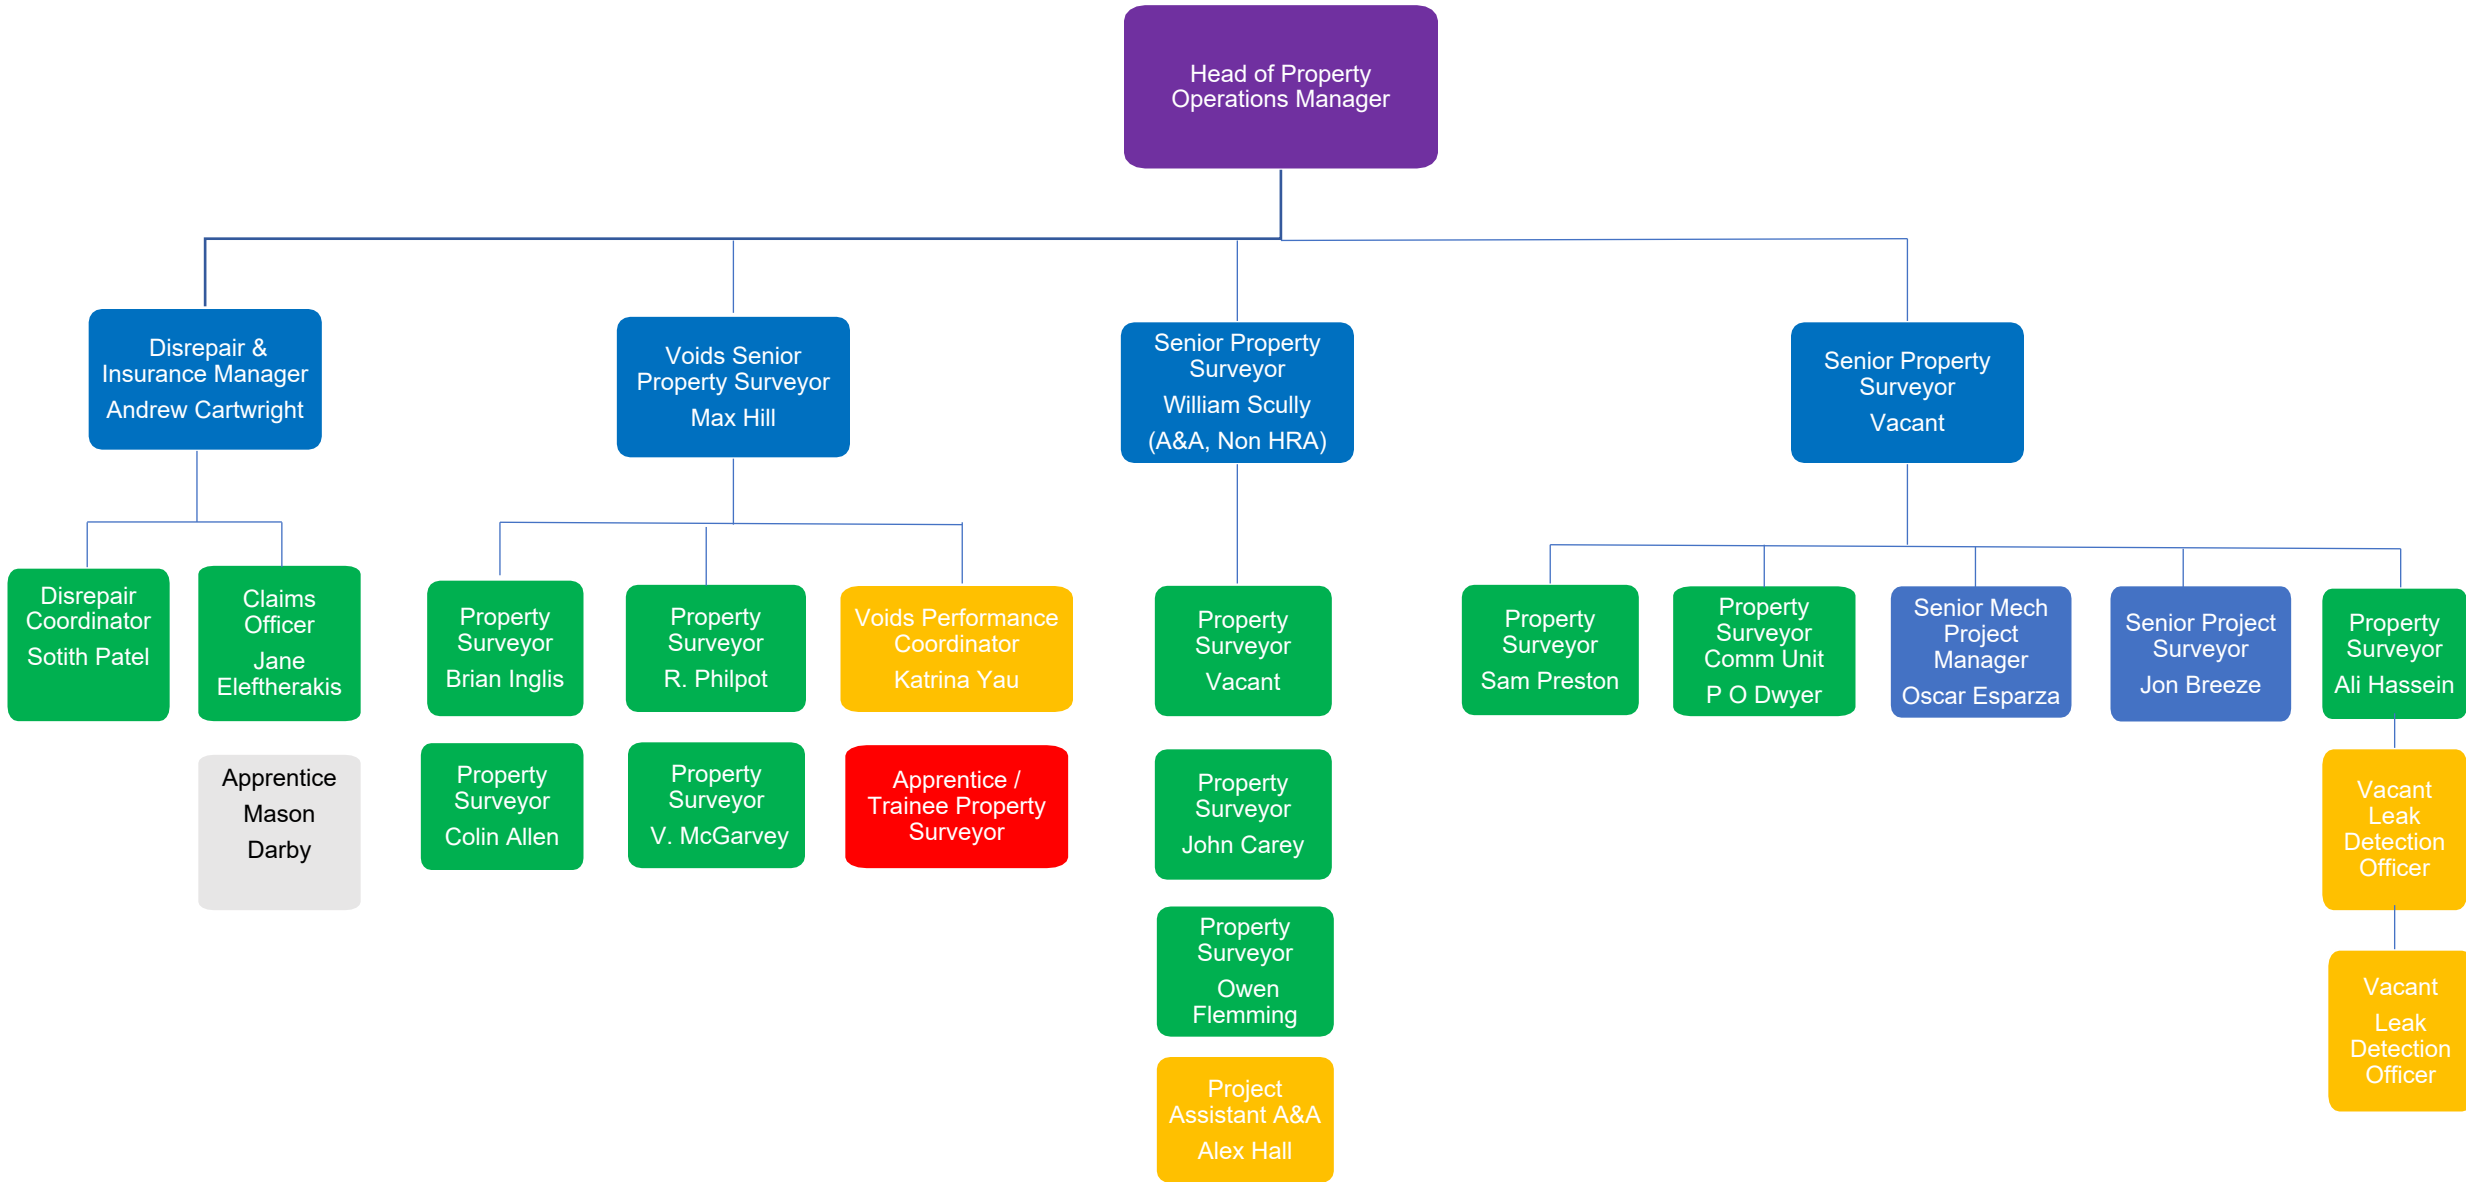 Head of Property
Operations Manager
Disrepair &
Insurance Manager
Andrew Cartwright
Voids Senior
Property Surveyor
Max Hill
Senior Property
Surveyor
William Scully
(A&A, Non HRA)
Senior Property
Surveyor
Vacant
Disrepair
Coordinator
Sotith Patel
Claims
Officer
Jane
Eleftherakis
Property
Surveyor
Brian Inglis
Property
Surveyor
R. Philpot
Voids Performance
Coordinator
Katrina Yau
Property
Surveyor
Vacant
Property
Surveyor
Sam Preston
Property
Surveyor
Comm Unit
P O Dwyer
Senior Mech
Project
Manager
Oscar Esparza
Senior Project
Surveyor
Jon Breeze
Property
Surveyor
Ali Hassein
Apprentice
Mason
Darby
Property
Surveyor
Colin Allen
Property
Surveyor
V. McGarvey
Apprentice /
Trainee Property
Surveyor
Property
Surveyor
John Carey
Vacant
Leak
Detection
Officer
Property
Surveyor
Owen
Flemming
Vacant
Leak
Detection
Officer
Project
Assistant A&A
Alex Hall